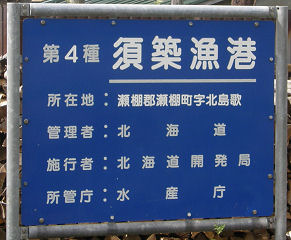 第4種 須築漁港
所在地：瀬棚郡瀬棚町字北島歌
管理者：北海道
施行者：北海道開発局
所管庁：水産庁